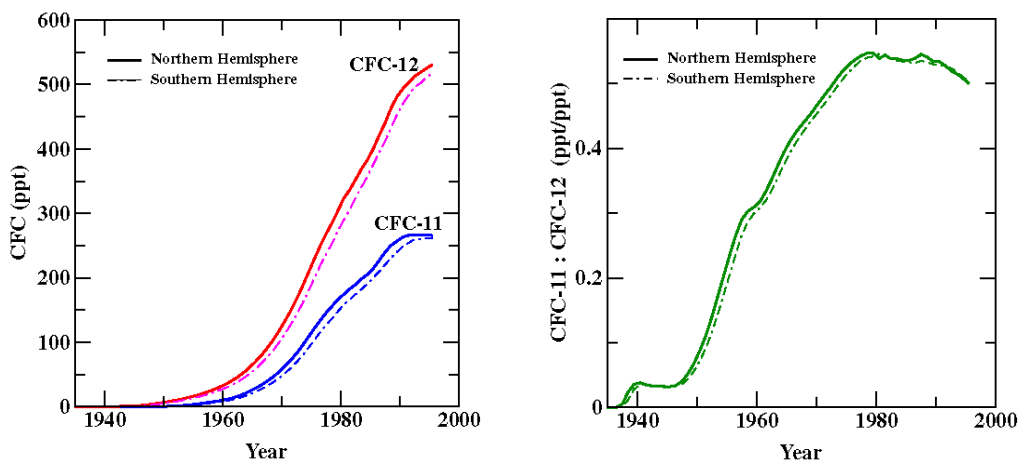 600
500
400
300
200
100
0
CFC (ppt)
Northern Hemisphere
Southern Hemisphere
CFC-12
CFC-11
1940
1960
1980
2000
Year
0.4
0.2
0
CFC-11 : CFC-12 (ppt/ppt)
Northern Hemisphere
Southern Hemisphere
1940
1960
1980
2000
Year